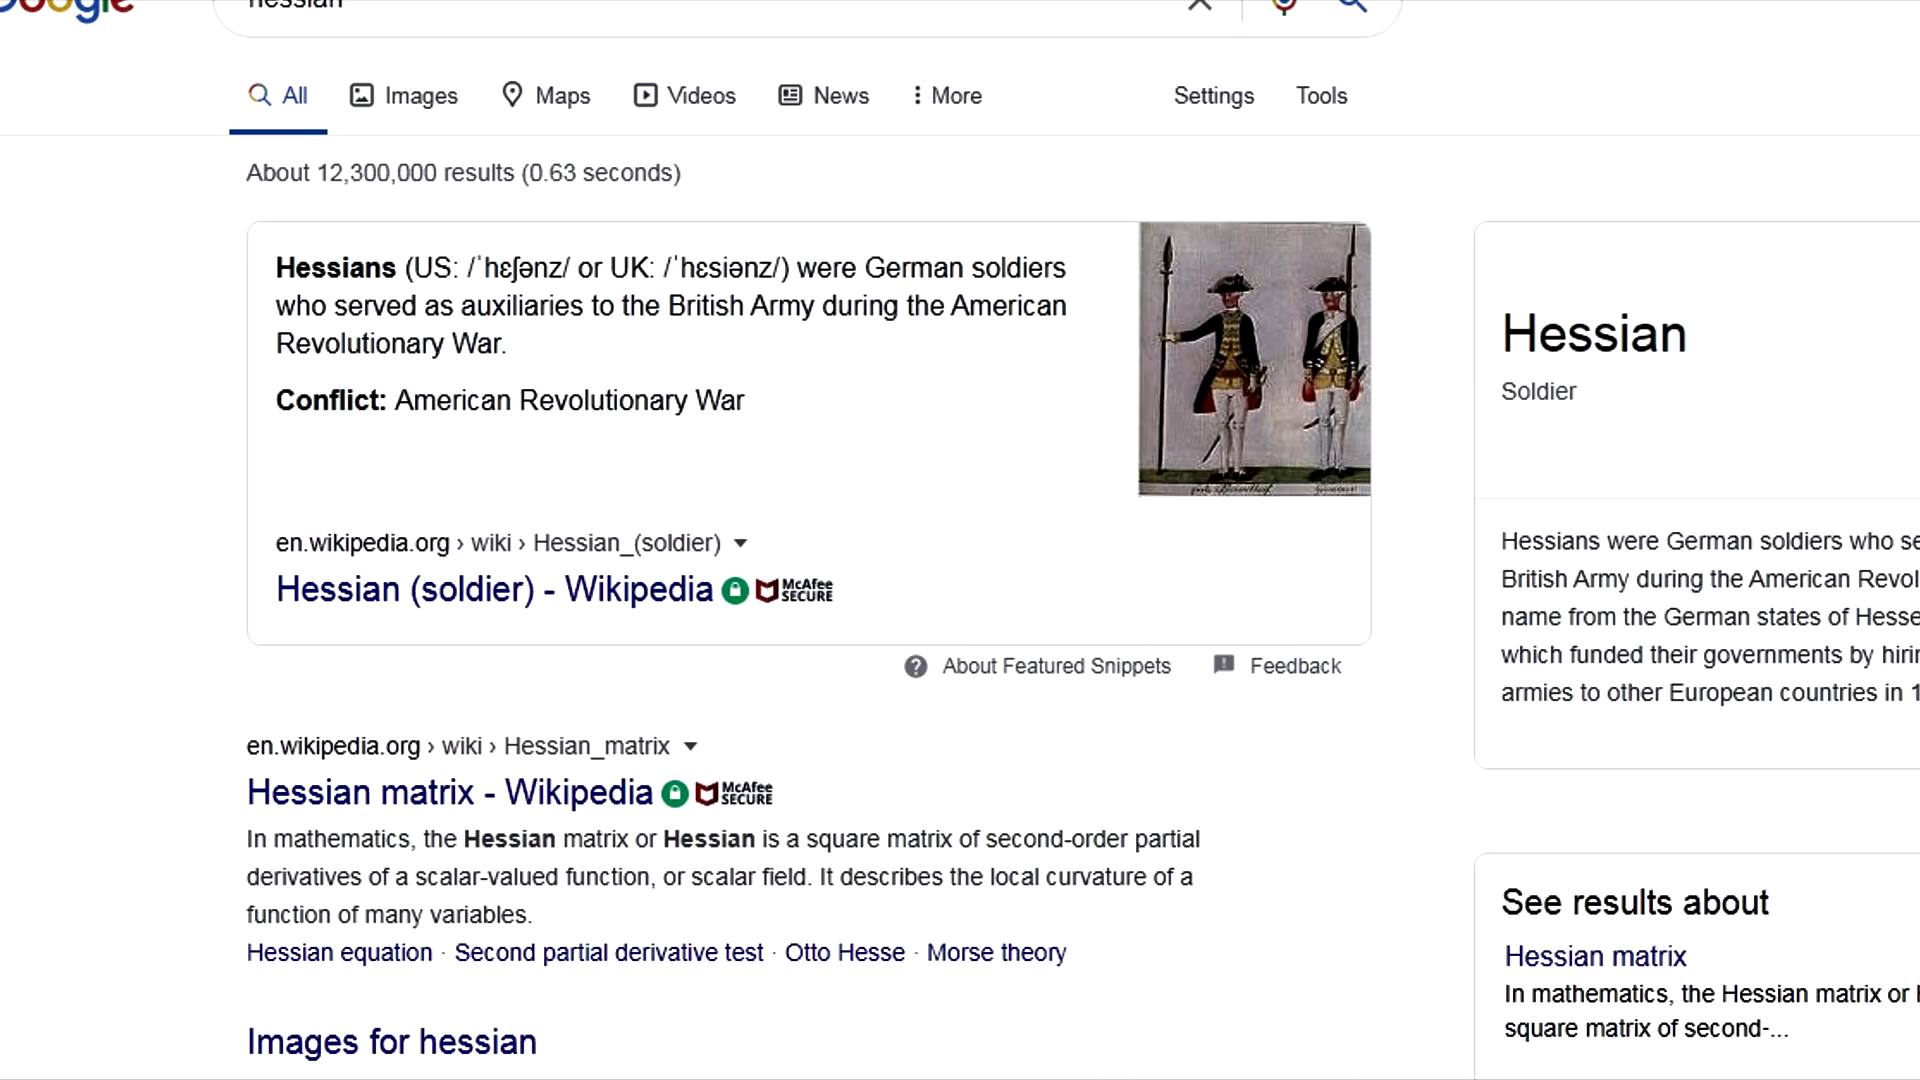 Google
hessian
All
Images
Maps
Videos
News
More
Settings
Tools
About 12,300,000 results (0.63 seconds)
Hessians (US: /ˈhɛʃənz/ or UK: /ˈhɛsiənz/) were German soldiers
who served as auxiliaries to the British Army during the American
Revolutionary War.
Conflict: American Revolutionary War
en.wikipedia.org › wiki › Hessian_(soldier)
Hessian (soldier) - Wikipedia McAfee SECURE
About Featured Snippets
Feedback
en.wikipedia.org › wiki › Hessian_matrix
Hessian matrix - Wikipedia McAfee SECURE
In mathematics, the Hessian matrix or Hessian is a square matrix of second-order partial
derivatives of a scalar-valued function, or scalar field. It describes the local curvature of a
function of many variables.
Hessian equation · Second partial derivative test · Otto Hesse · Morse theory
Images for hessian
Hessian
Soldier
Hessians were German soldiers who se
British Army during the American Revol
name from the German states of Hesse
which funded their governments by hirin
armies to other European countries in 1
See results about
Hessian matrix
In mathematics, the Hessian matrix or
square matrix of second-...